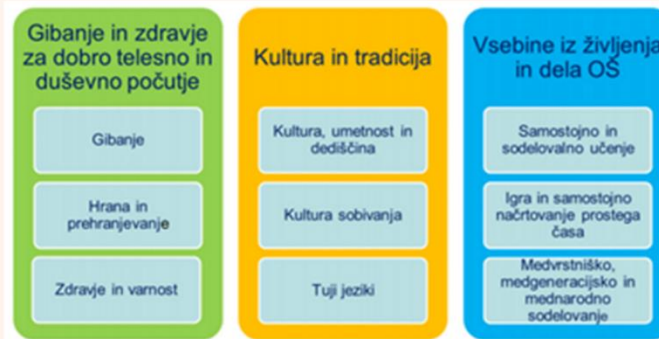 Gibanje in zdravje
za dobro telesno in
duševno počutje
Gibanje
Hrana in
prehranjevanje
Zdravje in varnost
Kultura in tradicija
Kultura, umetnost in
dediščina
Kultura sobivanja
Tuji jeziki
Vsebine iz življenja
in dela OŠ
Samostojno in
sodelovalno učenje
Igra in samostojno
načrtovanje prostega
časa
Medvrstniško,
medgeneracijsko in
mednarodno
sodelovanje